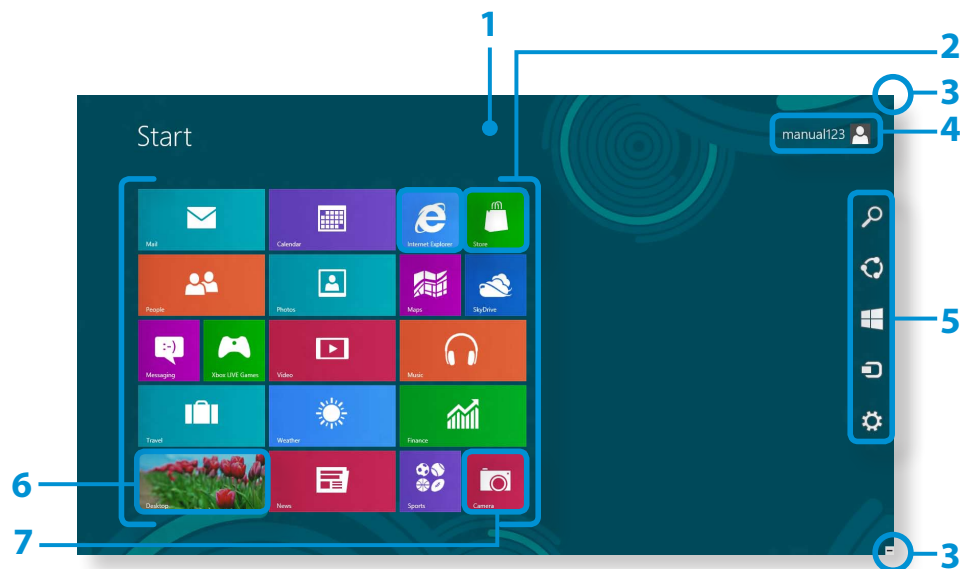 1
2
3
Start
manual123
4
Mail
Calendar
Internet Explorer
Store
People
Photos
Maps
SkyDrive
5
:-)
Messaging
Xbox LIVE Games
Video
Music
Travel
Weather
Finance
6
Desktop
News
Sports
Camera
7
3